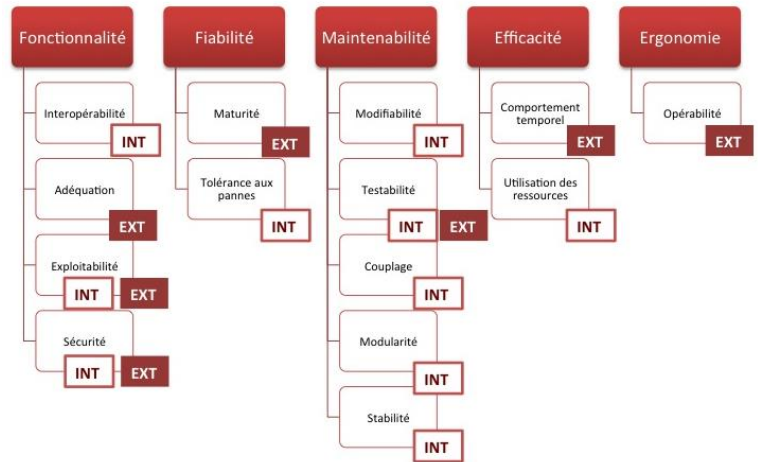 Fonctionnalité
Interopérabilité
INT
Adéquation
EXT
Exploitabilité
INT EXT
Sécurité
INT EXT
Fiabilité
Maturité
EXT
Tolérance aux
pannes
INT
Maintenabilité
Modifiabilité
INT
Testabilité
INT EXT
Couplage
INT
Modularité
INT
Stabilité
INT
Efficacité
Comportement
temporel
EXT
Utilisation des
ressources
INT
Ergonomie
Opérabilité
EXT